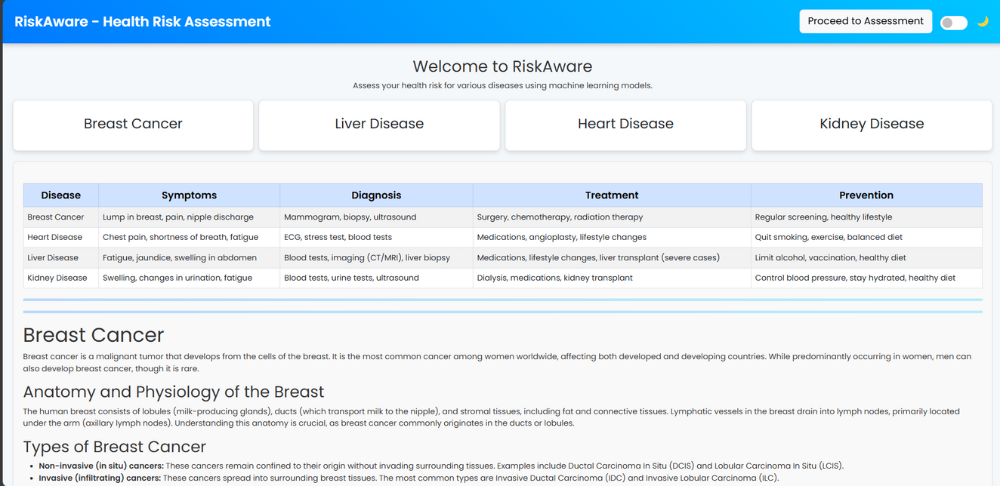 RiskAware - Health Risk Assessment
Proceed to Assessment
Welcome to RiskAware
Assess your health risk for various diseases using machine learning models.
Breast Cancer
Liver Disease
Heart Disease
Kidney Disease
Disease Symptoms Diagnosis Treatment Prevention
Breast Cancer Lump in breast, pain, nipple discharge Mammogram, biopsy, ultrasound Surgery, chemotherapy, radiation therapy Regular screening, healthy lifestyle
Heart Disease Chest pain, shortness of breath, fatigue ECG, stress test, blood tests Medications, angioplasty, lifestyle changes Quit smoking, exercise, balanced diet
Liver Disease Fatigue, jaundice, swelling in abdomen Blood tests, imaging (CT/MRI), liver biopsy Medications, lifestyle changes, liver transplant (severe cases) Limit alcohol, vaccination, healthy diet
Kidney Disease Swelling, changes in urination, fatigue Blood tests, urine tests, ultrasound Dialysis, medications, kidney transplant Control blood pressure, stay hydrated, healthy diet
Breast Cancer
Breast cancer is a malignant tumor that develops from the cells of the breast. It is the most common cancer among women worldwide, affecting both developed and developing countries. While predominantly occurring in women, men can
also develop breast cancer, though it is rare.
Anatomy and Physiology of the Breast
The human breast consists of lobules (milk-producing glands), ducts (which transport milk to the nipple), and stromal tissues, including fat and connective tissues. Lymphatic vessels in the breast drain into lymph nodes, primarily located
under the arm (axillary lymph nodes). Understanding this anatomy is crucial, as breast cancer commonly originates in the ducts or lobules.
Types of Breast Cancer
• Non-invasive (in situ) cancers: These cancers remain confined to their origin without invading surrounding tissues. Examples include Ductal Carcinoma In Situ (DCIS) and Lobular Carcinoma In Situ (LCIS).
• Invasive (infiltrating) cancers: These cancers spread into surrounding breast tissues. The most common types are Invasive Ductal Carcinoma (IDC) and Invasive Lobular Carcinoma (ILC).